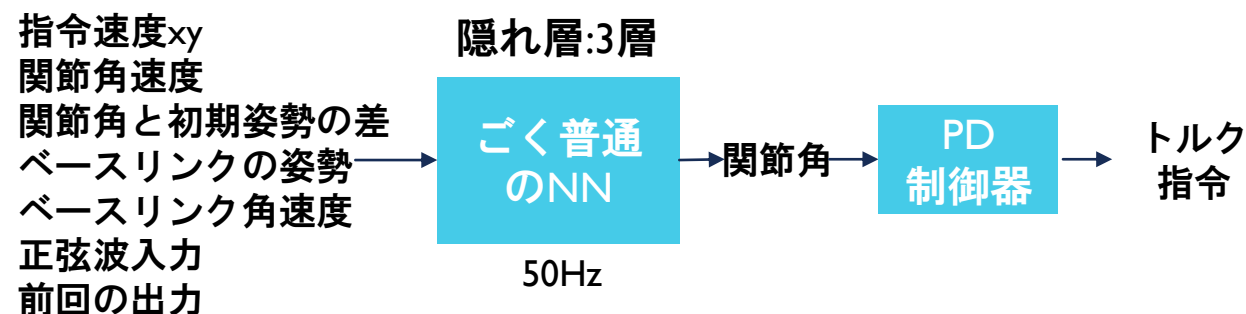 指令速度xy
関節角速度
関節角と初期姿勢の差
ベースリンクの姿勢
ベースリンク角速度
正弦波入力
前回の出力
隠れ層:3層
ごく普通
のNN
50Hz
関節角
PD
制御器
トルク
指令